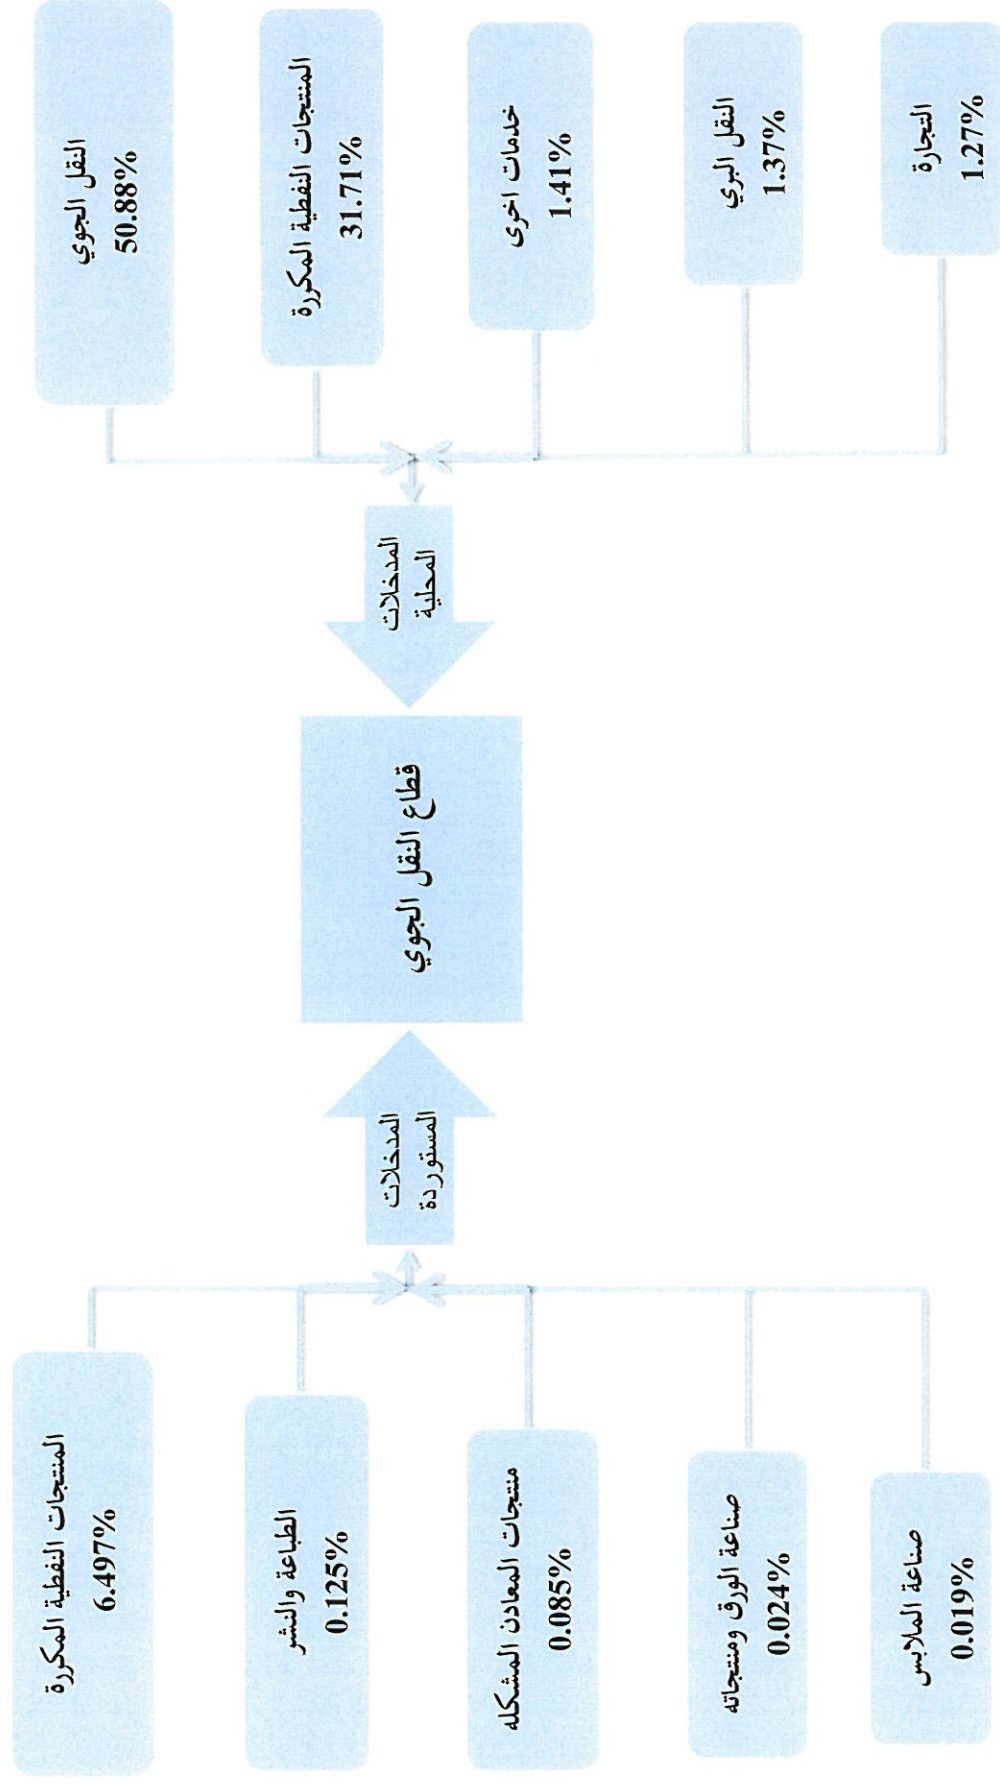 النقل الجوي
50.88%
المنتجات النفطية المكررة
31.71%
خدمات اخرى
1.41%
النقل البري
1.37%
التجارة
1.27%
المدخلات
المحلية
قطاع النقل الجوي
المدخلات
المستوردة
المنتجات النفطية المكررة
6.497%
الطباعة والنشر
0.125%
منتجات المعادن المشكله
0.085%
صناعة الورق ومنتجاته
0.024%
صناعة الملابس
0.019%